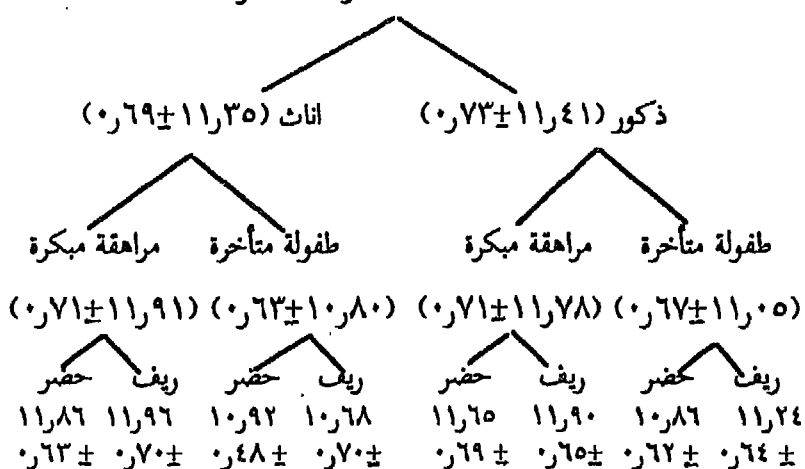 ذكور (١١٫٤١±٠٫٧٣) اناث (١١٫٣٥±٠٫٦٩)
طفولة متأخرة مراهقة مبكرة طفولة متأخرة مراهقة مبكرة
(١١٫٠٥±٠٫٦٧) (١١٫٧٨±٠٫٧١) (١٠٫٨٠±٠٫٦٣) (١١٫٩١±٠٫٧١)
ريف حضر ريف حضر ريف حضر ريف حضر
١١٫٢٤ ١٠٫٨٦ ١١٫٩٠ ١١٫٦٥ ١٠٫٦٨ ١٠٫٩٢ ١١٫٩٦ ١١٫٨٦
± ٠٫٦٤ ± ٠٫٦٢ ±٠٫٦٥ ± ٠٫٦٩ ±٠٫٧٠ ± ٠٫٤٨ ±٠٫٧٠ ± ٠٫٦٣